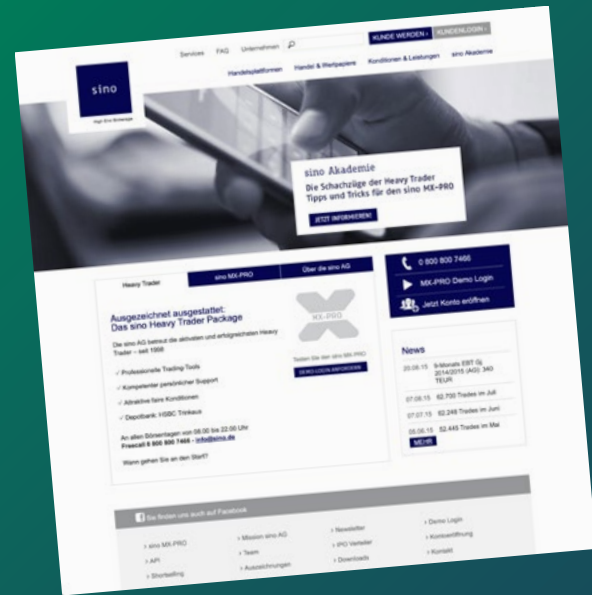 Services FAQ Unternehmen KUNDE WERDEN › KUNDENLOGIN ›
sino
High End Brokerage
Handelsplattformen Handel & Wertpapiere Konditionen & Leistungen sino Akademie
sino Akademie
Die Schachzüge der Heavy Trader
Tipps und Tricks für den sino MX-PRO
JETZT INFORMIEREN!
Heavy Trader sino MX-PRO Über die sino AG
Ausgezeichnet ausgestattet:
Das sino Heavy Trader Package
Die sino AG betreut die aktivsten und erfolgreichsten Heavy
Trader – seit 1998
✓ Professionelle Trading-Tools
✓ Kompetenter persönlicher Support
✓ Attraktive faire Konditionen
✓ Depotbank: HSBC Trinkaus
An allen Börsentagen von 08:00 bis 22:00 Uhr
Freecall 0 800 800 7466 - info@sino.de
Wann gehen Sie an den Start?
MX-PRO
Testen Sie den sino MX-PRO
DEMO-LOGIN ANFORDERN
0 800 800 7466
MX-PRO Demo Login
Jetzt Konto eröffnen
News
20.08.15 9-Monats EBT Gj
2014/2015 (AG): 340
TEUR
07.08.15 62.700 Trades im Juli
07.07.15 62.248 Trades im Juni
05.06.15 52.445 Trades im Mai
MEHR
Sie finden uns auch auf Facebook
› sino MX-PRO › Mission sino AG › Newsletter › Demo Login
› API › Team › IPO Verteiler › Kontoeröffnung
› Shortselling › Auszeichnungen › Downloads › Kontakt